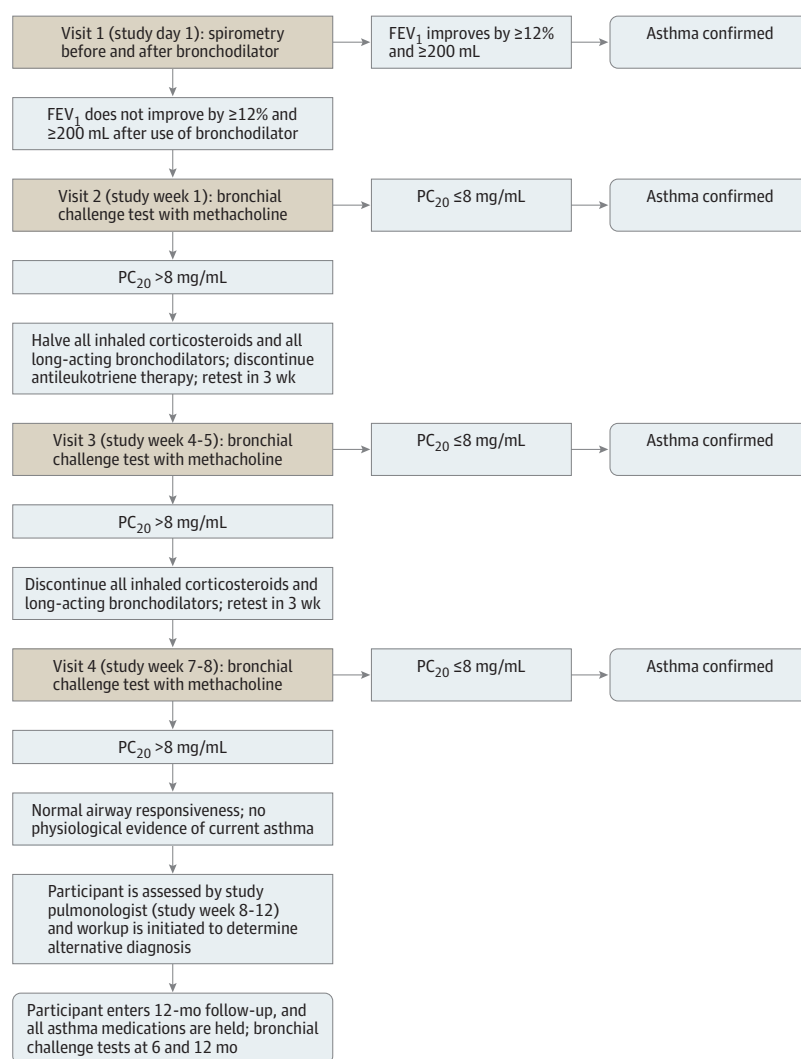 Visit 1 (study day 1): spirometry
before and after bronchodilator
FEV₁ improves by ≥12%
and ≥200 mL
Asthma confirmed
FEV₁ does not improve by ≥12% and
≥200 mL after use of bronchodilator
Visit 2 (study week 1): bronchial
challenge test with methacholine
PC₂₀ ≤8 mg/mL
Asthma confirmed
PC₂₀ >8 mg/mL
Halve all inhaled corticosteroids and all
long-acting bronchodilators; discontinue
antileukotriene therapy; retest in 3 wk
Visit 3 (study week 4-5): bronchial
challenge test with methacholine
PC₂₀ ≤8 mg/mL
Asthma confirmed
PC₂₀ >8 mg/mL
Discontinue all inhaled corticosteroids and
long-acting bronchodilators; retest in 3 wk
Visit 4 (study week 7-8): bronchial
challenge test with methacholine
PC₂₀ ≤8 mg/mL
Asthma confirmed
PC₂₀ >8 mg/mL
Normal airway responsiveness; no
physiological evidence of current asthma
Participant is assessed by study
pulmonologist (study week 8-12)
and workup is initiated to determine
alternative diagnosis
Participant enters 12-mo follow-up, and
all asthma medications are held; bronchial
challenge tests at 6 and 12 mo